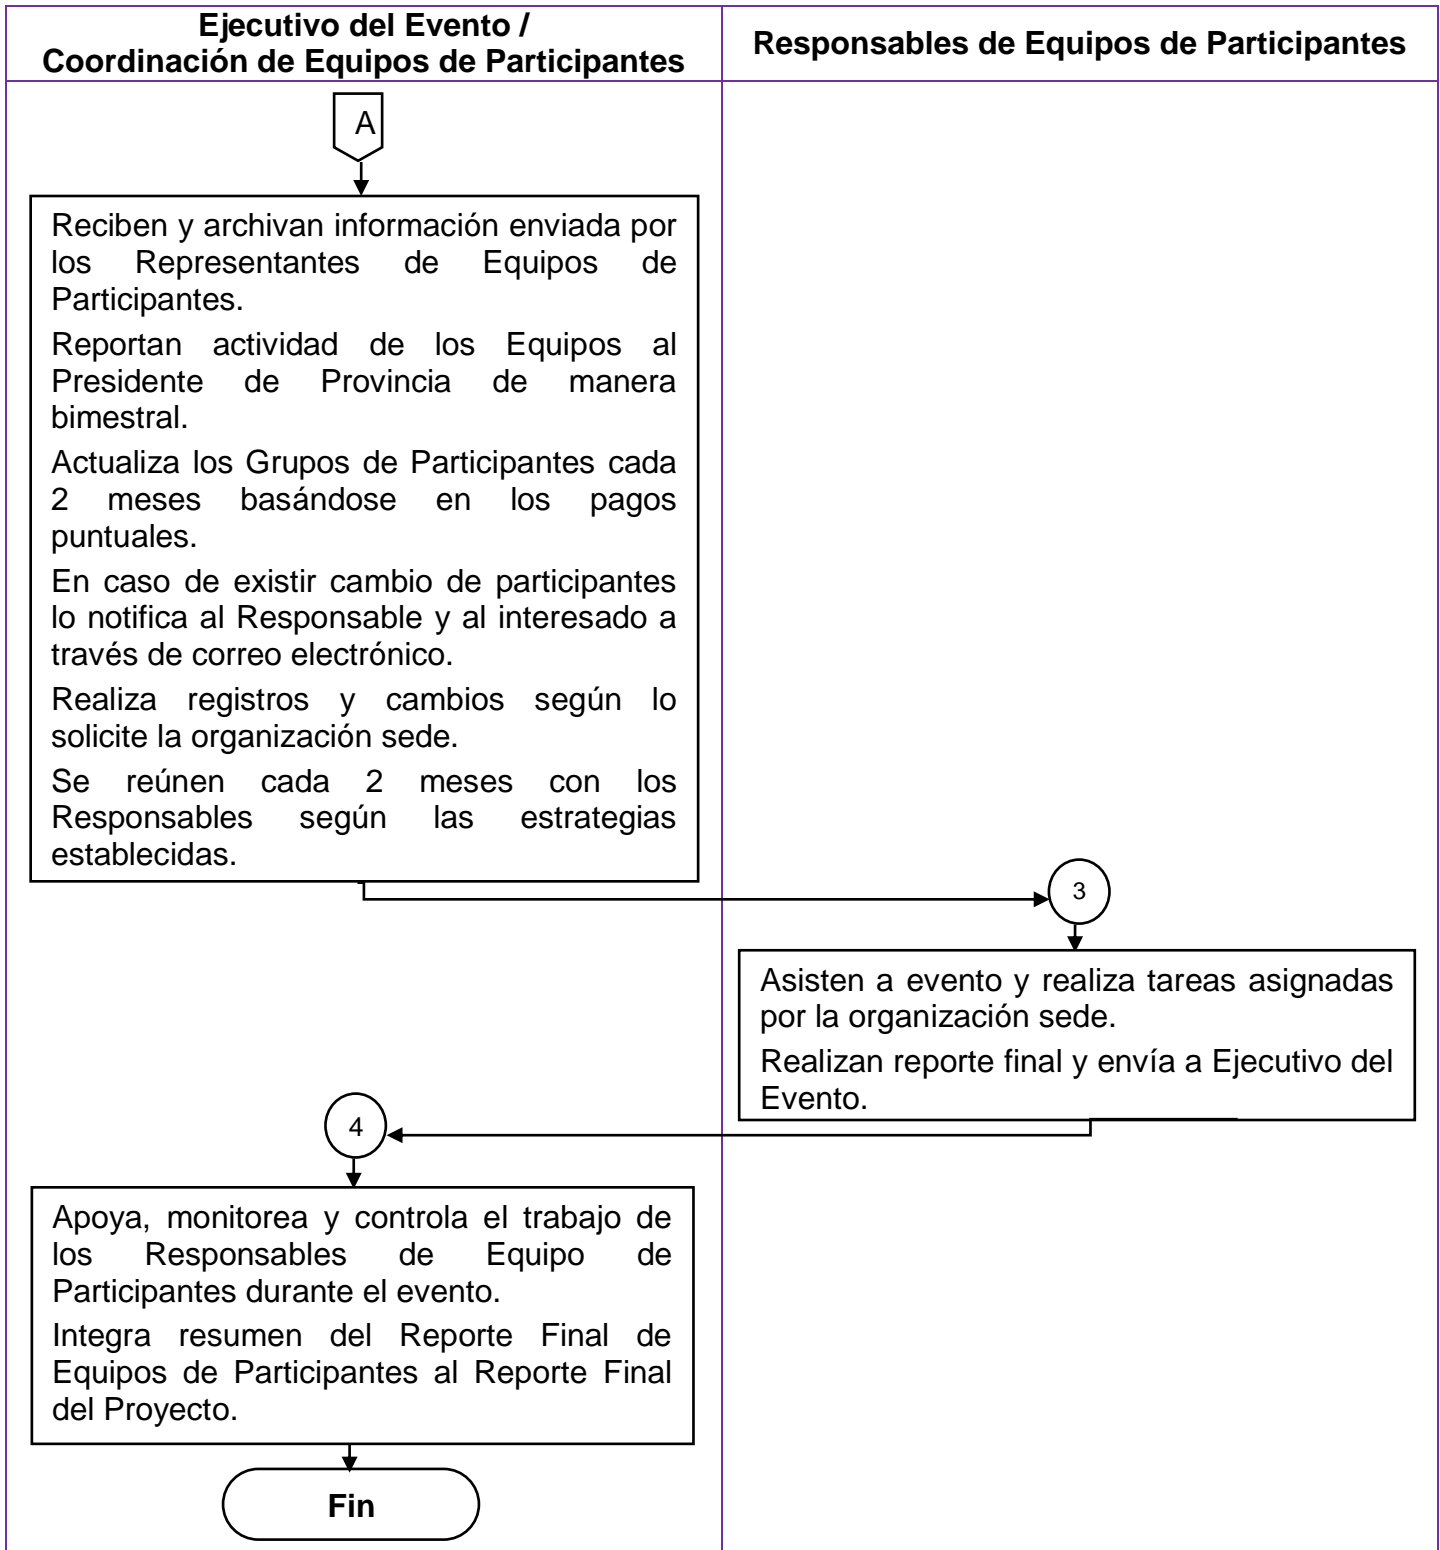 Ejecutivo del Evento /
Coordinación de Equipos de Participantes
Responsables de Equipos de Participantes
A
Reciben y archivan información enviada por
los Representantes de Equipos de
Participantes.
Reportan actividad de los Equipos al
Presidente de Provincia de manera
bimestral.
Actualiza los Grupos de Participantes cada
2 meses basándose en los pagos
puntuales.
En caso de existir cambio de participantes
lo notifica al Responsable y al interesado a
través de correo electrónico.
Realiza registros y cambios según lo
solicite la organización sede.
Se reúnen cada 2 meses con los
Responsables según las estrategias
establecidas.
3
Asisten a evento y realiza tareas asignadas
por la organización sede.
Realizan reporte final y envía a Ejecutivo del
Evento.
4
Apoya, monitorea y controla el trabajo de
los Responsables de Equipo de
Participantes durante el evento.
Integra resumen del Reporte Final de
Equipos de Participantes al Reporte Final
del Proyecto.
Fin